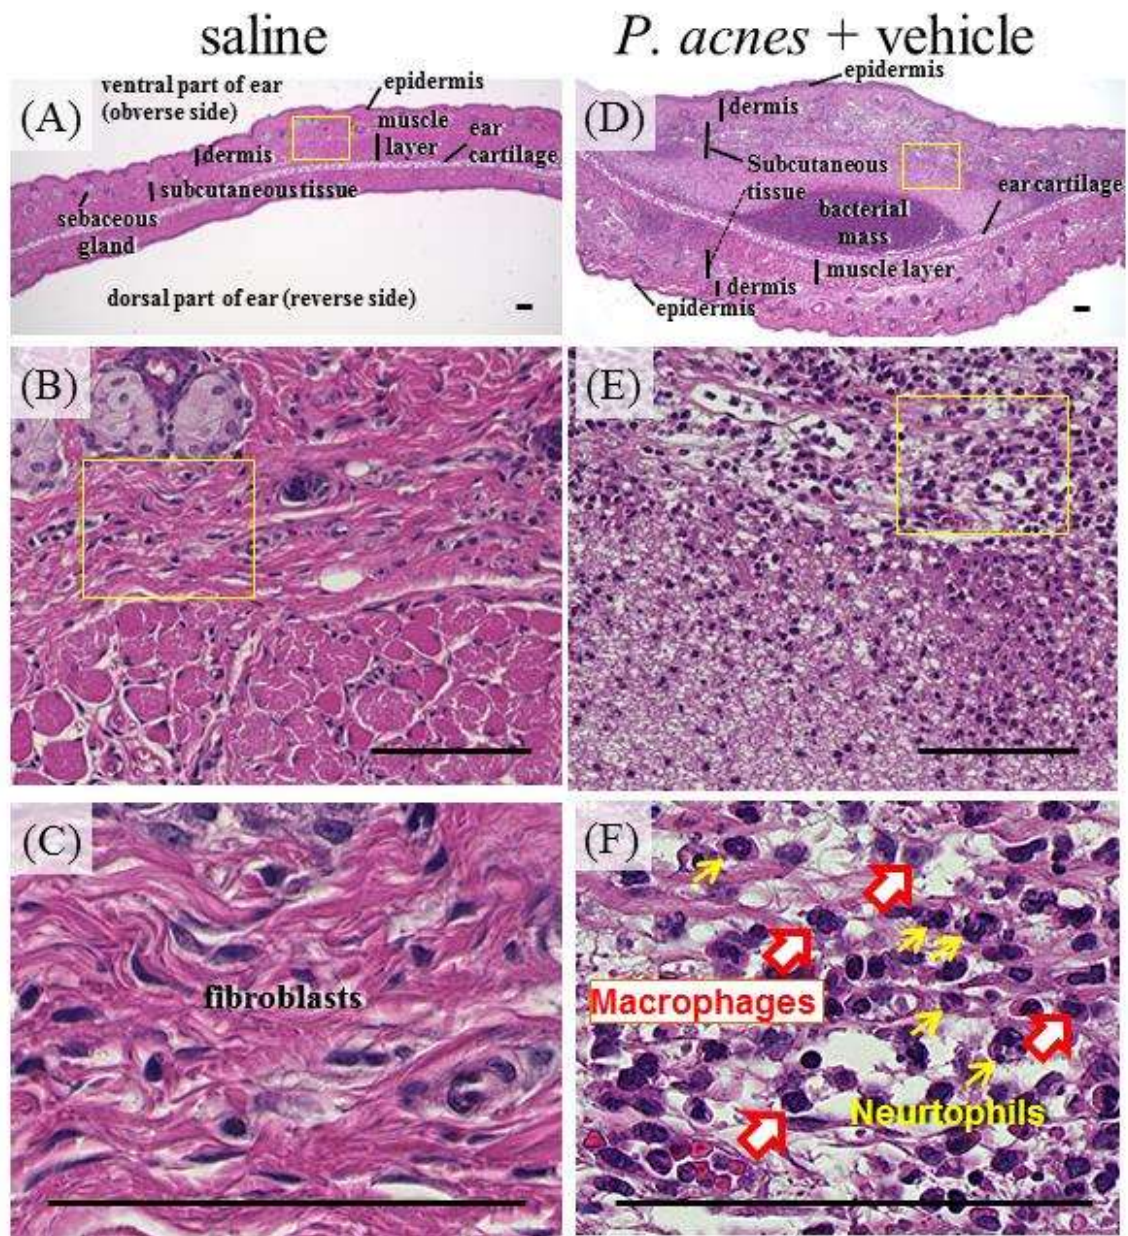 saline
P. acnes + vehicle
(A)
ventral part of ear
(obverse side)
epidermis
muscle
layer
ear
cartilage
dermis
subcutaneous tissue
sebaceous
gland
dorsal part of ear (reverse side)
(D)
epidermis
dermis
Subcutaneous
tissue
ear cartilage
bacterial
mass
muscle layer
dermis
epidermis
(B)
(E)
(C)
fibroblasts
(F)
Macrophages
Neurtophils